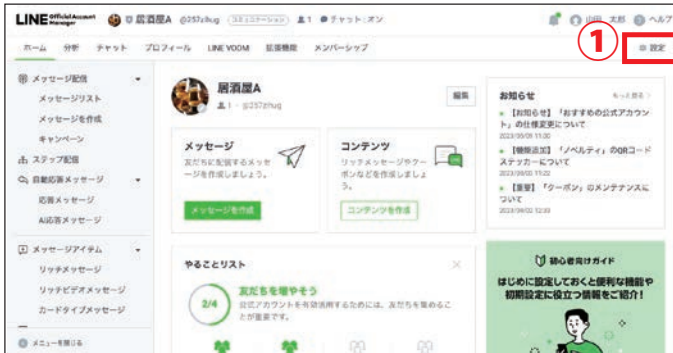 LINE Official Account Manager 居酒屋A @257zihug コミュニケーション 1 チャット:オン 山田 太郎 ヘルプ
ホーム 分析 チャット プロフィール LINE VOOM 拡張機能 メンバーシップ 設定
①
メッセージ配信
メッセージリスト
メッセージを作成
キャンペーン
ステップ配信
自動応答メッセージ
応答メッセージ
AI応答メッセージ
メッセージアイテム
リッチメッセージ
リッチビデオメッセージ
カードタイプメッセージ
メニューを閉じる
居酒屋A
1 · @257zihug
編集
メッセージ
友だちに配信するメッセ
ージを作成しましょう。
メッセージを作成
コンテンツ
リッチメッセージやクー
ポンなどを作成しましょ
う。
コンテンツを作成
やることリスト
2/4
友だちを増やそう
公式アカウントを有効活用するためには、友だちを集めるこ
とが重要です。
お知らせ
もっと見る
【お知らせ】「おすすめの公式アカウン
ト」の仕様変更について
【機能追加】「ノベルティ」のQRコード
ステッカーについて
【重要】「クーポン」のメンテナンスに
ついて
初心者向けガイド
はじめに設定しておくと便利な機能や
初期設定に役立つ情報をご紹介!